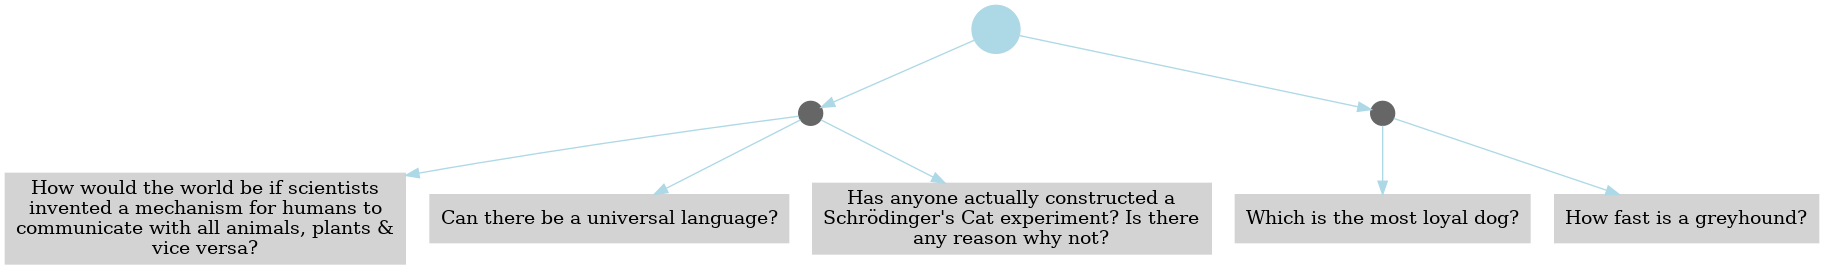 How would the world be if scientists
invented a mechanism for humans to
communicate with all animals, plants &
vice versa?
Can there be a universal language?
Has anyone actually constructed a
Schrödinger's Cat experiment? Is there
any reason why not?
Which is the most loyal dog?
How fast is a greyhound?